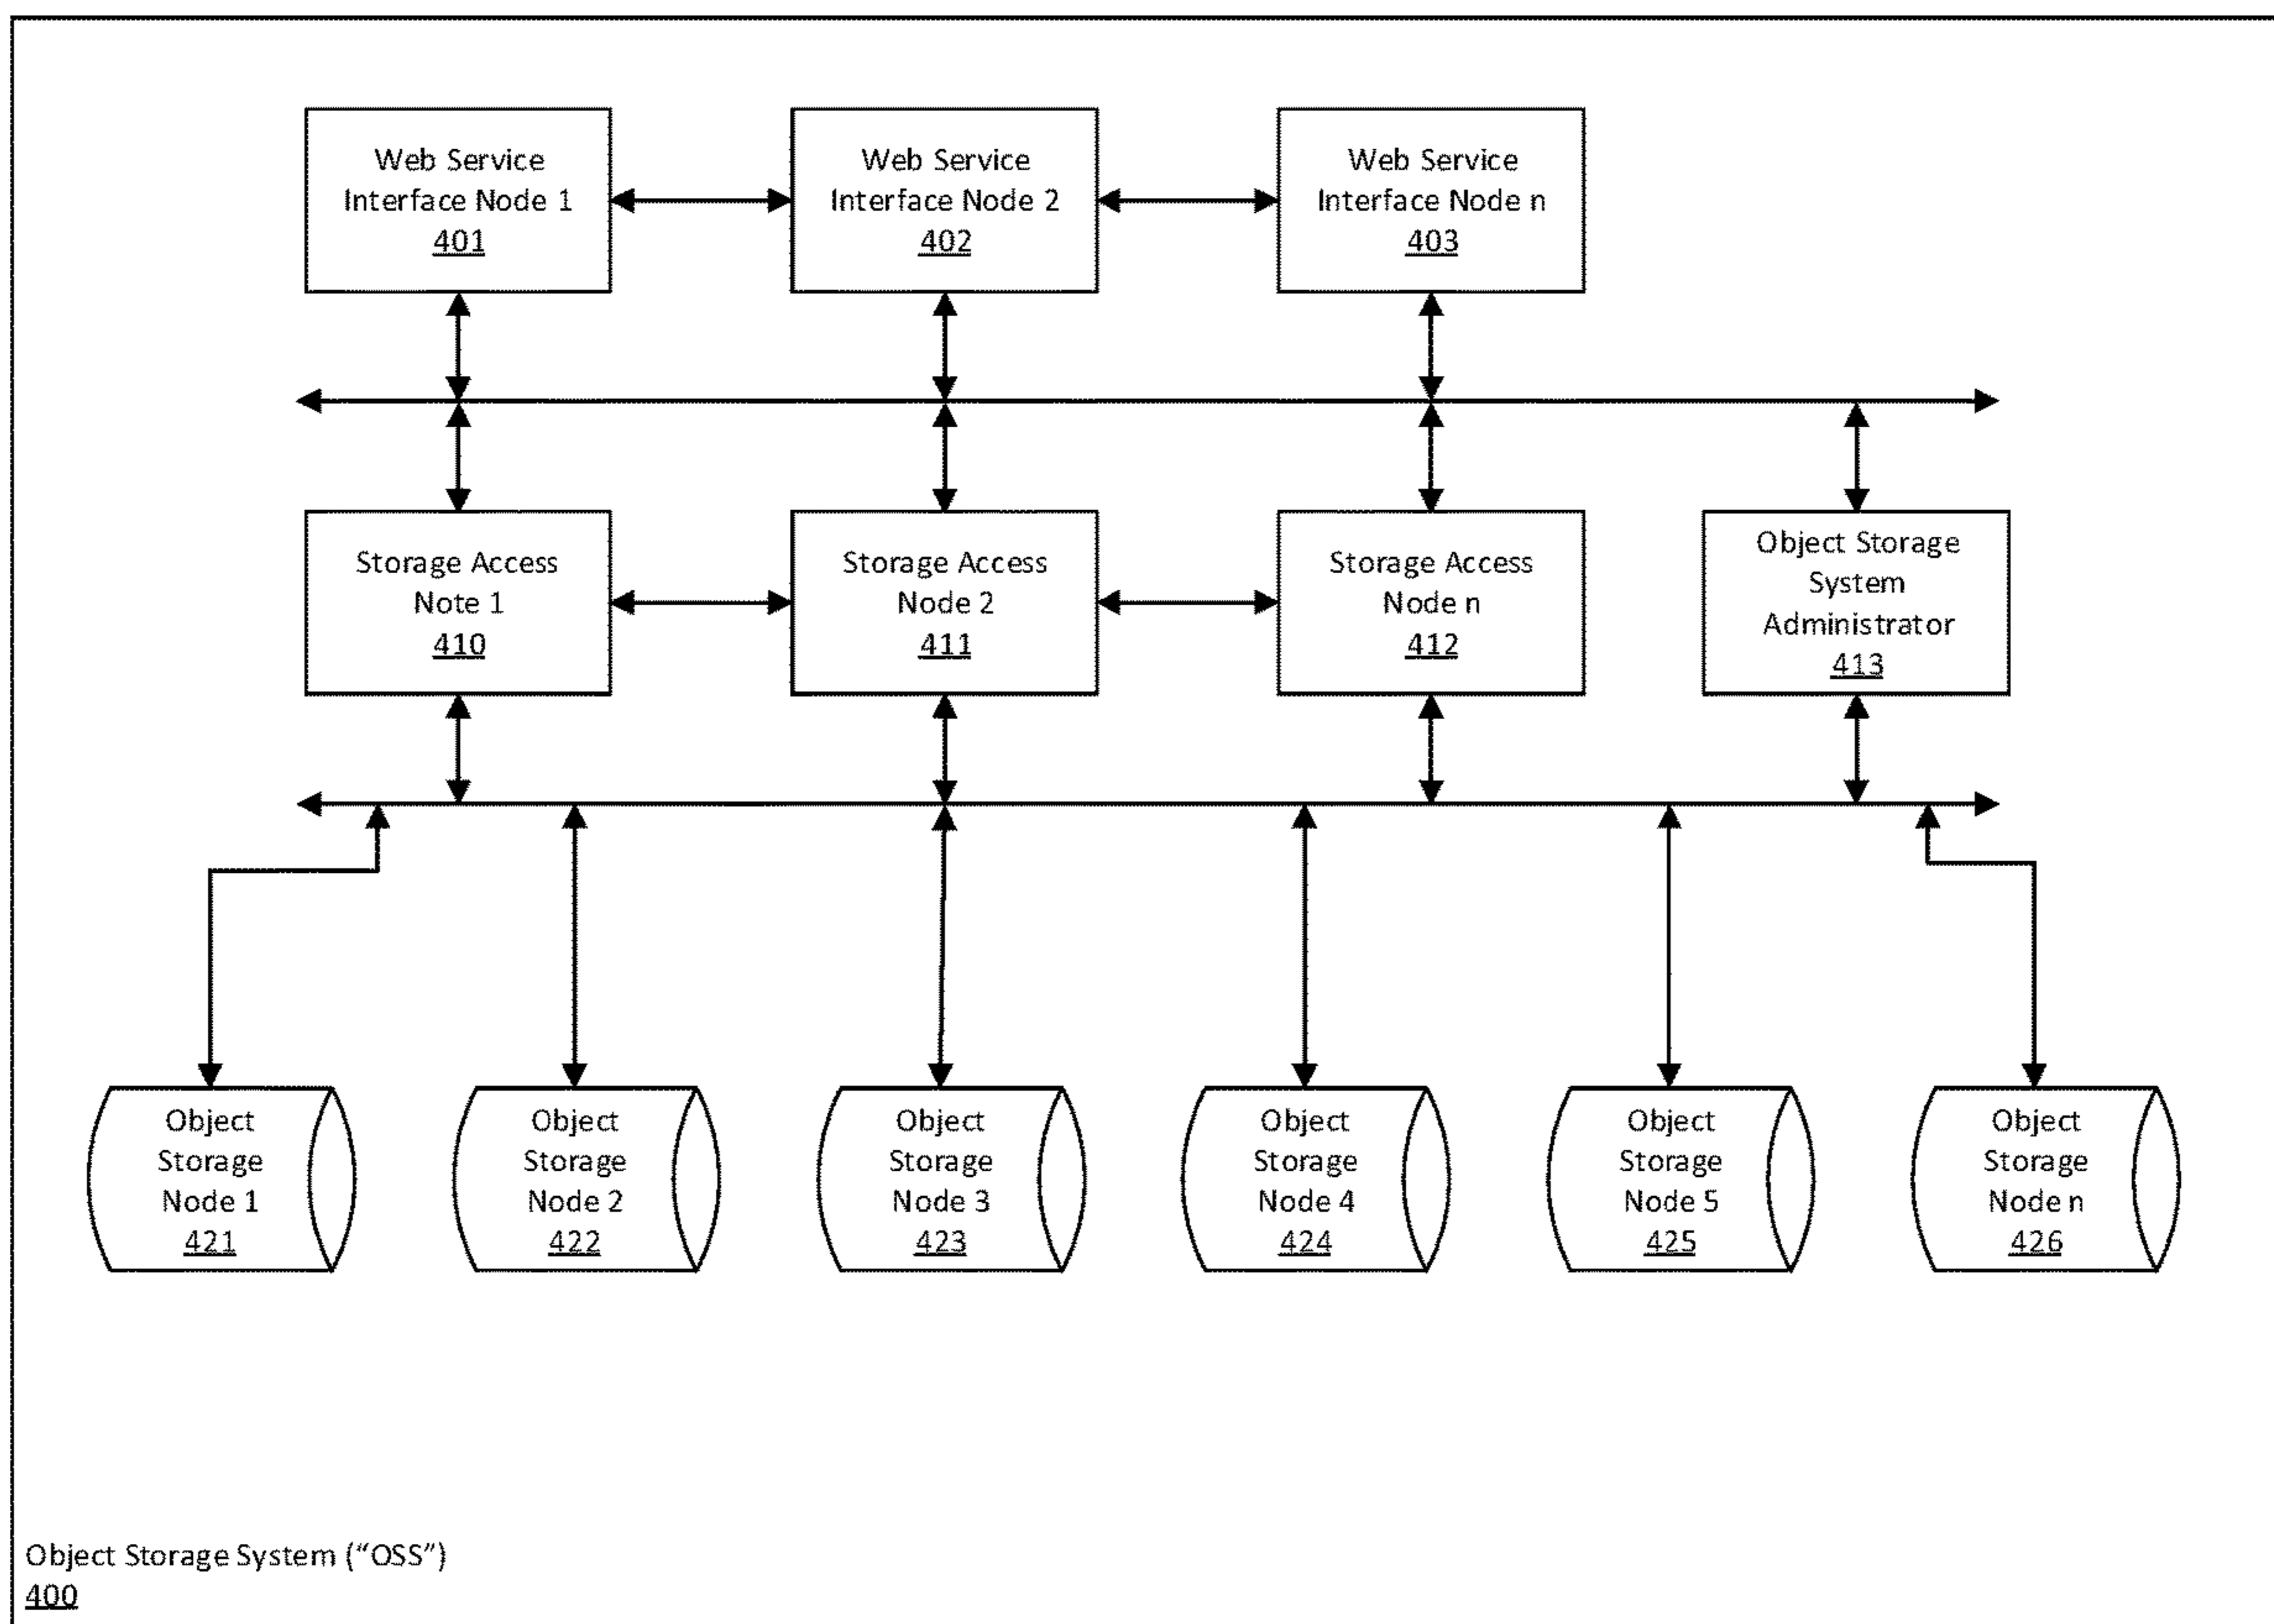 Web Service
Interface Node 1
401
Web Service
Interface Node 2
402
Web Service
Interface Node n
403
Storage Access
Note 1
410
Storage Access
Node 2
411
Storage Access
Node n
412
Object Storage
System
Administrator
413
Object
Storage
Node 1
421
Object
Storage
Node 2
422
Object
Storage
Node 3
423
Object
Storage
Node 4
424
Object
Storage
Node 5
425
Object
Storage
Node n
426
Object Storage System (“OSS”)
400